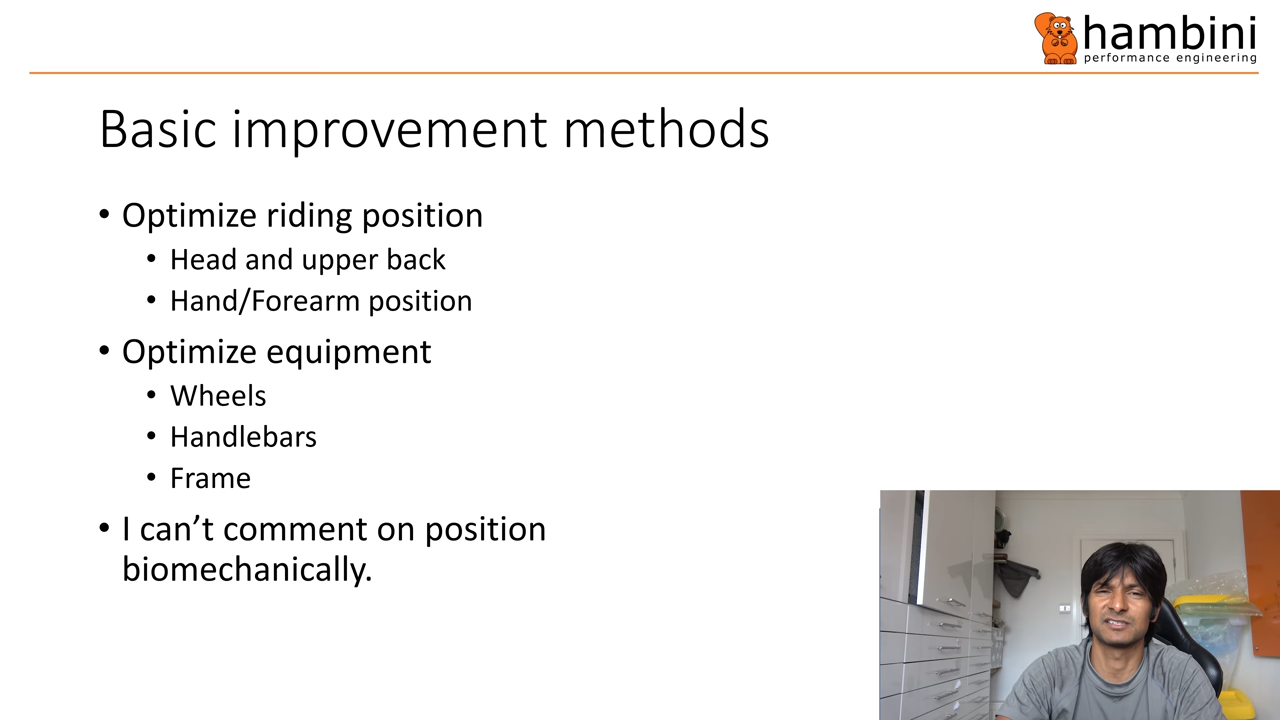 hambini
performance engineering
Basic improvement methods
• Optimize riding position
• Head and upper back
• Hand/Forearm position
• Optimize equipment
• Wheels
• Handlebars
• Frame
• I can’t comment on position
biomechanically.